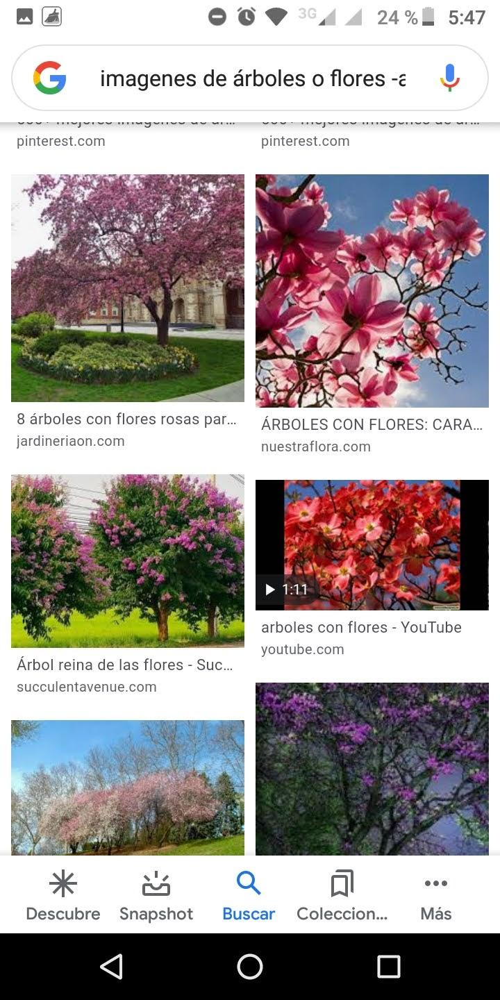 3G 24 % 5:47
imagenes de árboles o flores -a
pinterest.com pinterest.com
8 árboles con flores rosas par...
jardineriaon.com
ÁRBOLES CON FLORES: CARA...
nuestraflora.com
1:11
arboles con flores - YouTube
youtube.com
Árbol reina de las flores - Suc...
succulentavenue.com
Descubre Snapshot Buscar Coleccion... Más